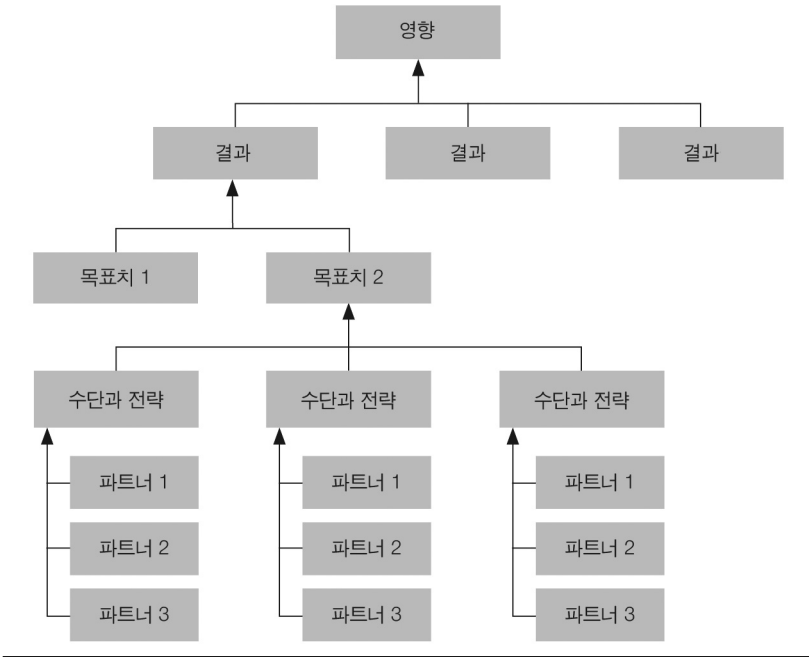 영향
결과
결과
결과
목표치 1
목표치 2
수단과 전략
수단과 전략
수단과 전략
파트너 1
파트너 1
파트너 1
파트너 2
파트너 2
파트너 2
파트너 3
파트너 3
파트너 3